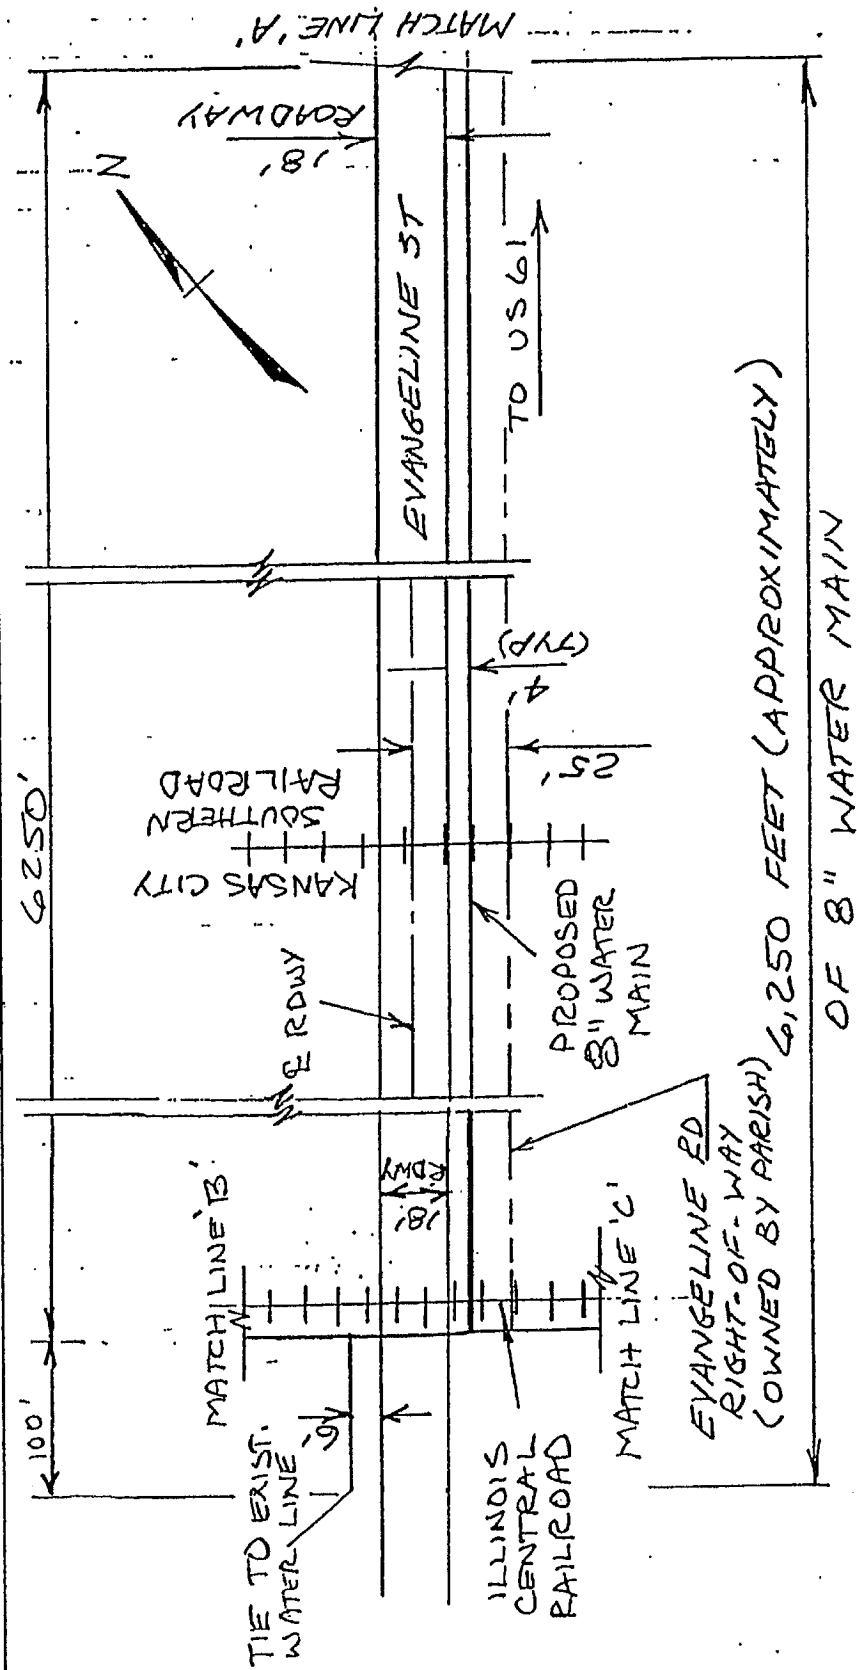 MATCH LINE 'A'
6250'
100'
N
18'
ROADWAY
EVANGELINE ST
TO US 61
KANSAS CITY
SOUTHERN
RAILROAD
4'
(TYP)
25'
℄ RDWY
PROPOSED
8" WATER
MAIN
MATCH LINE 'B'
18'
RDWY
6'
TIE TO EXIST.
WATER LINE
ILLINOIS
CENTRAL
RAILROAD
MATCH LINE 'C'
EVANGELINE RD
RIGHT-OF-WAY
(OWNED BY PARISH)
6,250 FEET (APPROXIMATELY)
OF 8" WATER MAIN